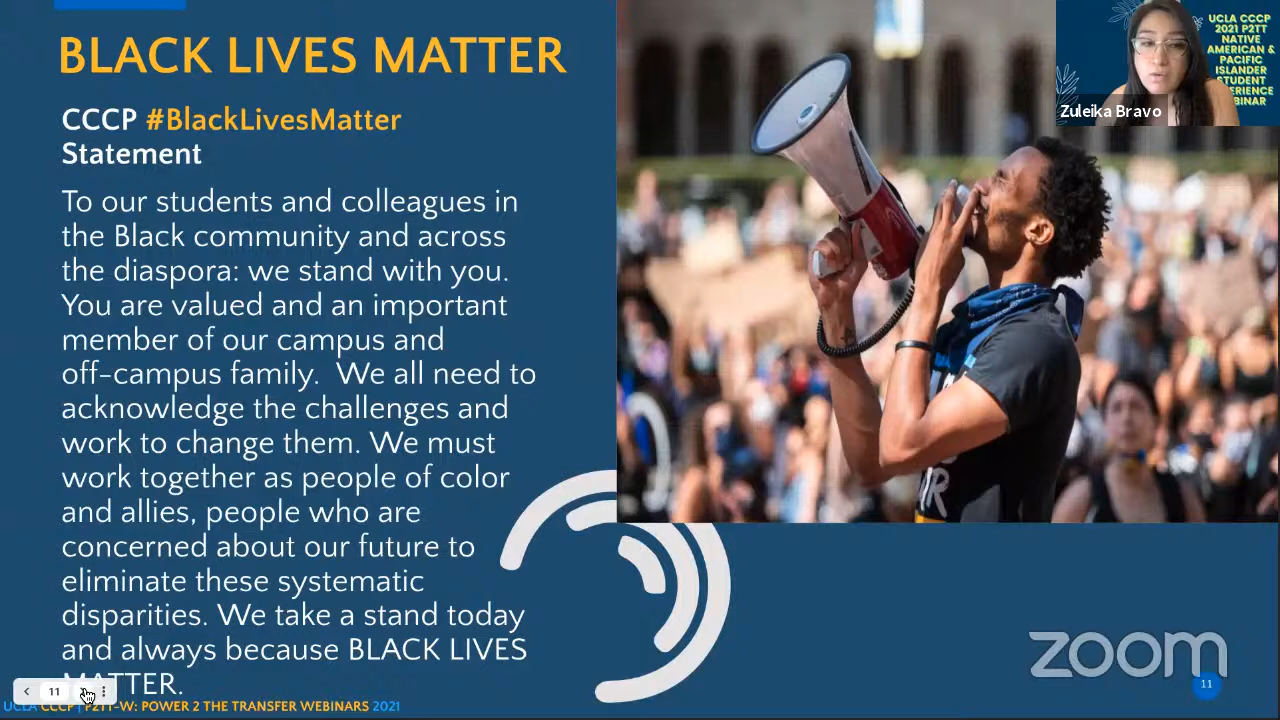 BLACK LIVES MATTER
CCCP #BlackLivesMatter
Statement
To our students and colleagues in
the Black community and across
the diaspora: we stand with you.
You are valued and an important
member of our campus and
off-campus family.  We all need to
acknowledge the challenges and
work to change them. We must
work together as people of color
and allies, people who are
concerned about our future to
eliminate these systematic
disparities. We take a stand today
and always because BLACK LIVES
MATTER.
11
UCLA CCCP | P2TT-W: POWER 2 THE TRANSFER WEBINARS 2021
UCLA CCCP
2021 P2TT
NATIVE
AMERICAN &
PACIFIC
ISLANDER
STUDENT
Zuleika Bravo
zoom
11